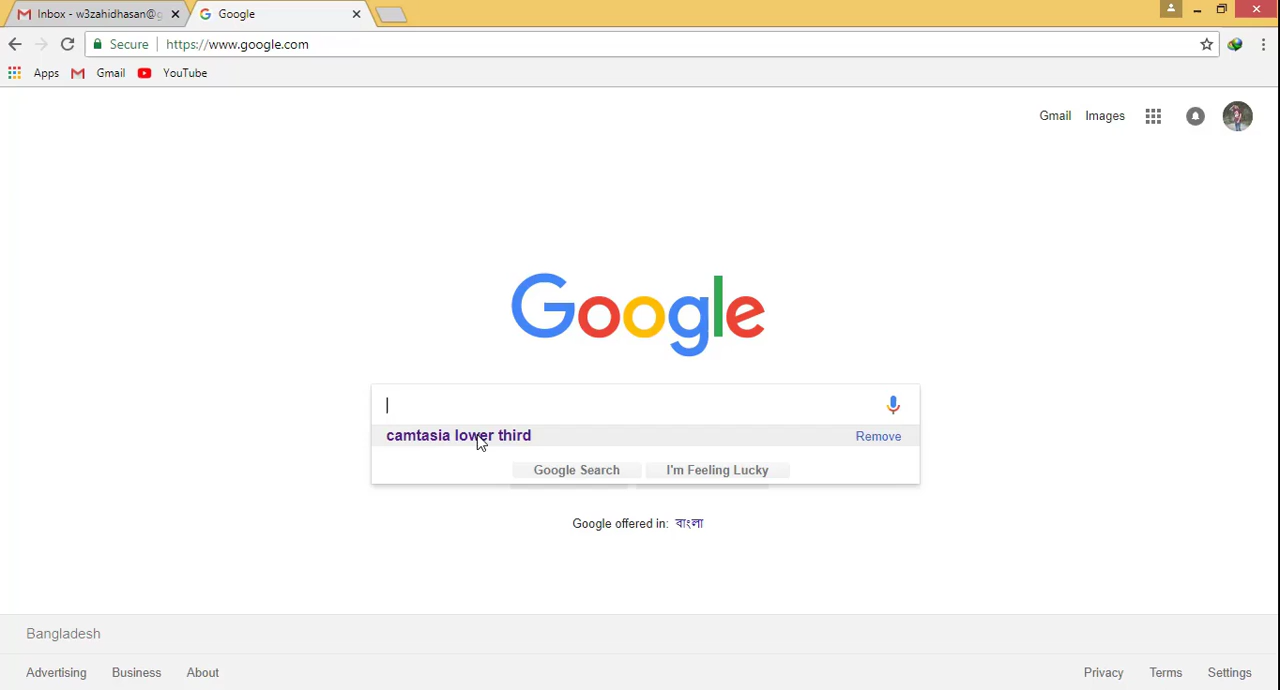 Inbox - w3zahidhasan@g
Google
Secure
https://www.google.com
Apps
Gmail
YouTube
Gmail
Images
Google
camtasia lower third
Remove
Google Search
I'm Feeling Lucky
Google offered in: বাংলা
Bangladesh
Advertising
Business
About
Privacy
Terms
Settings